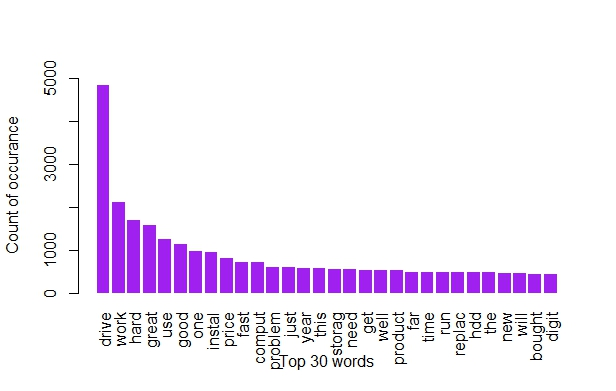 Count of occurance
5000
3000
1000
0
drive
work
hard
great
use
good
one
instal
price
fast
comput
problem
just
year
this
storag
need
get
well
product
far
time
run
replac
hdd
the
new
will
bought
digit
Top 30 words